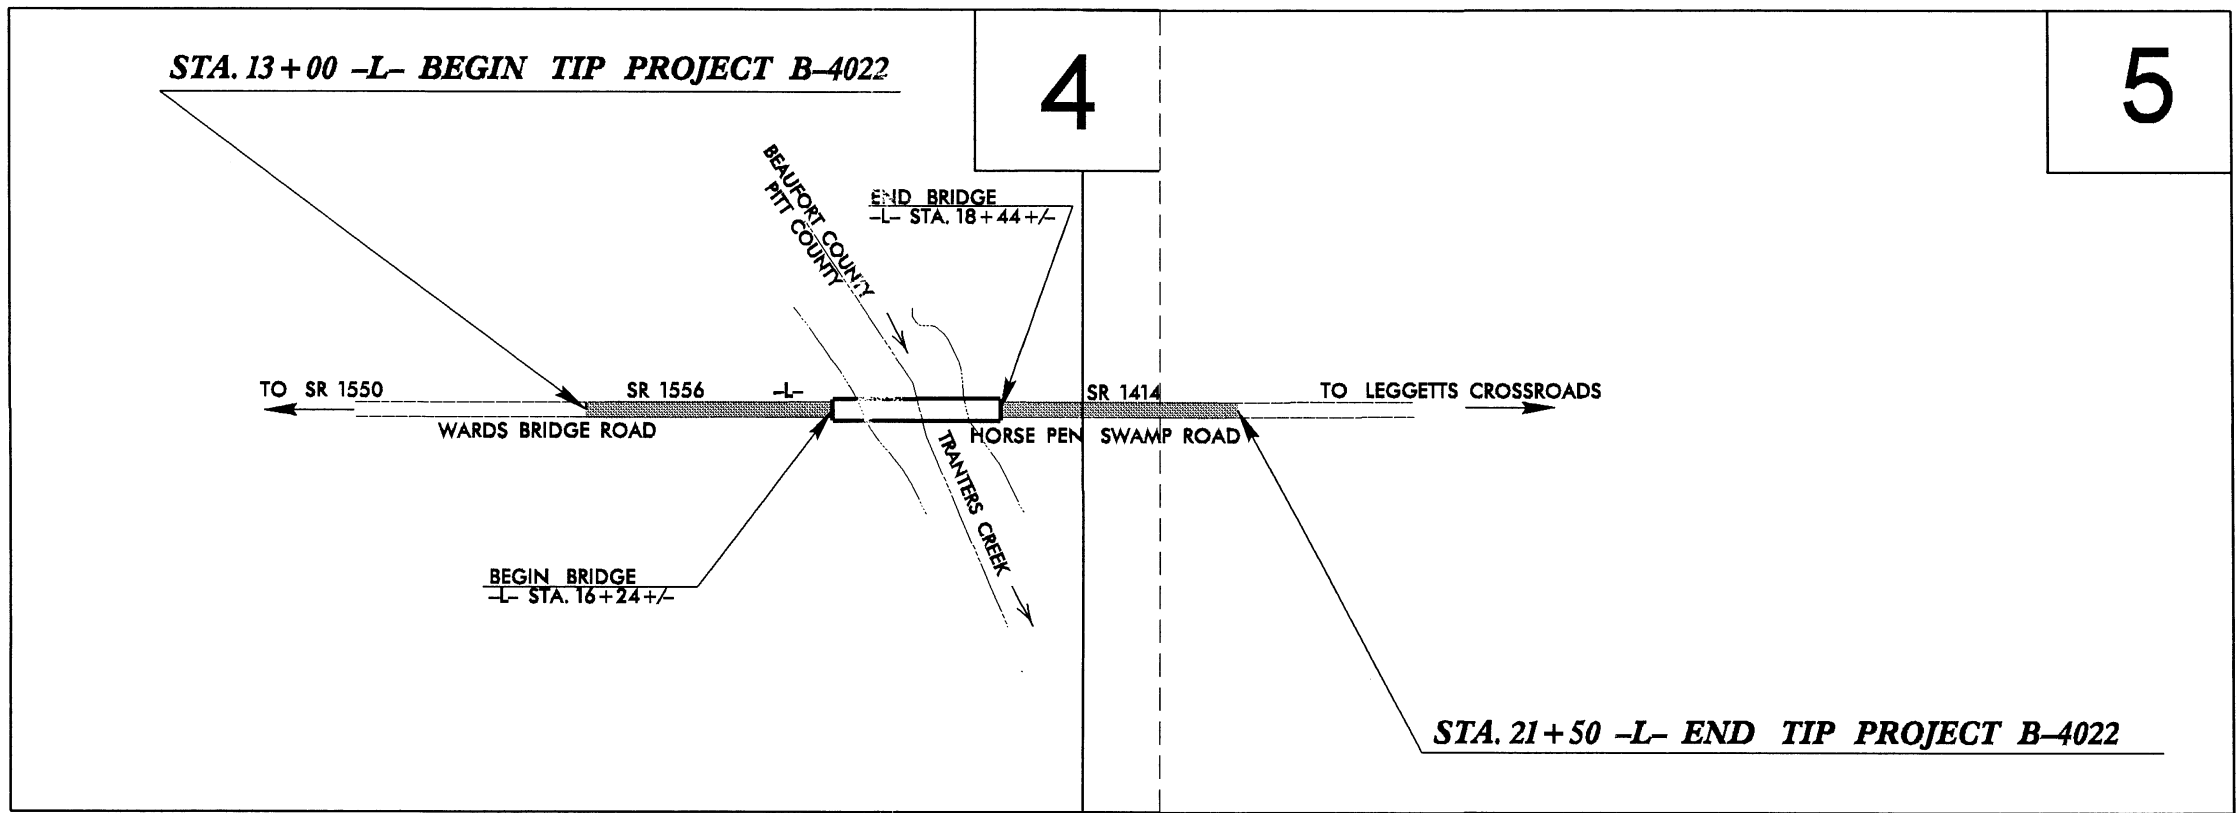 STA. 13+00 -L- BEGIN TIP PROJECT B-4022
4
5
BEAUFORT COUNTY
PITT COUNTY
END BRIDGE
-L- STA. 18+44+/-
TO SR 1550
SR 1556
-L-
SR 1414
TO LEGGETTS CROSSROADS
WARDS BRIDGE ROAD
HORSE PEN SWAMP ROAD
TRANTERS CREEK
BEGIN BRIDGE
-L- STA. 16+24+/-
STA. 21+50 -L- END TIP PROJECT B-4022